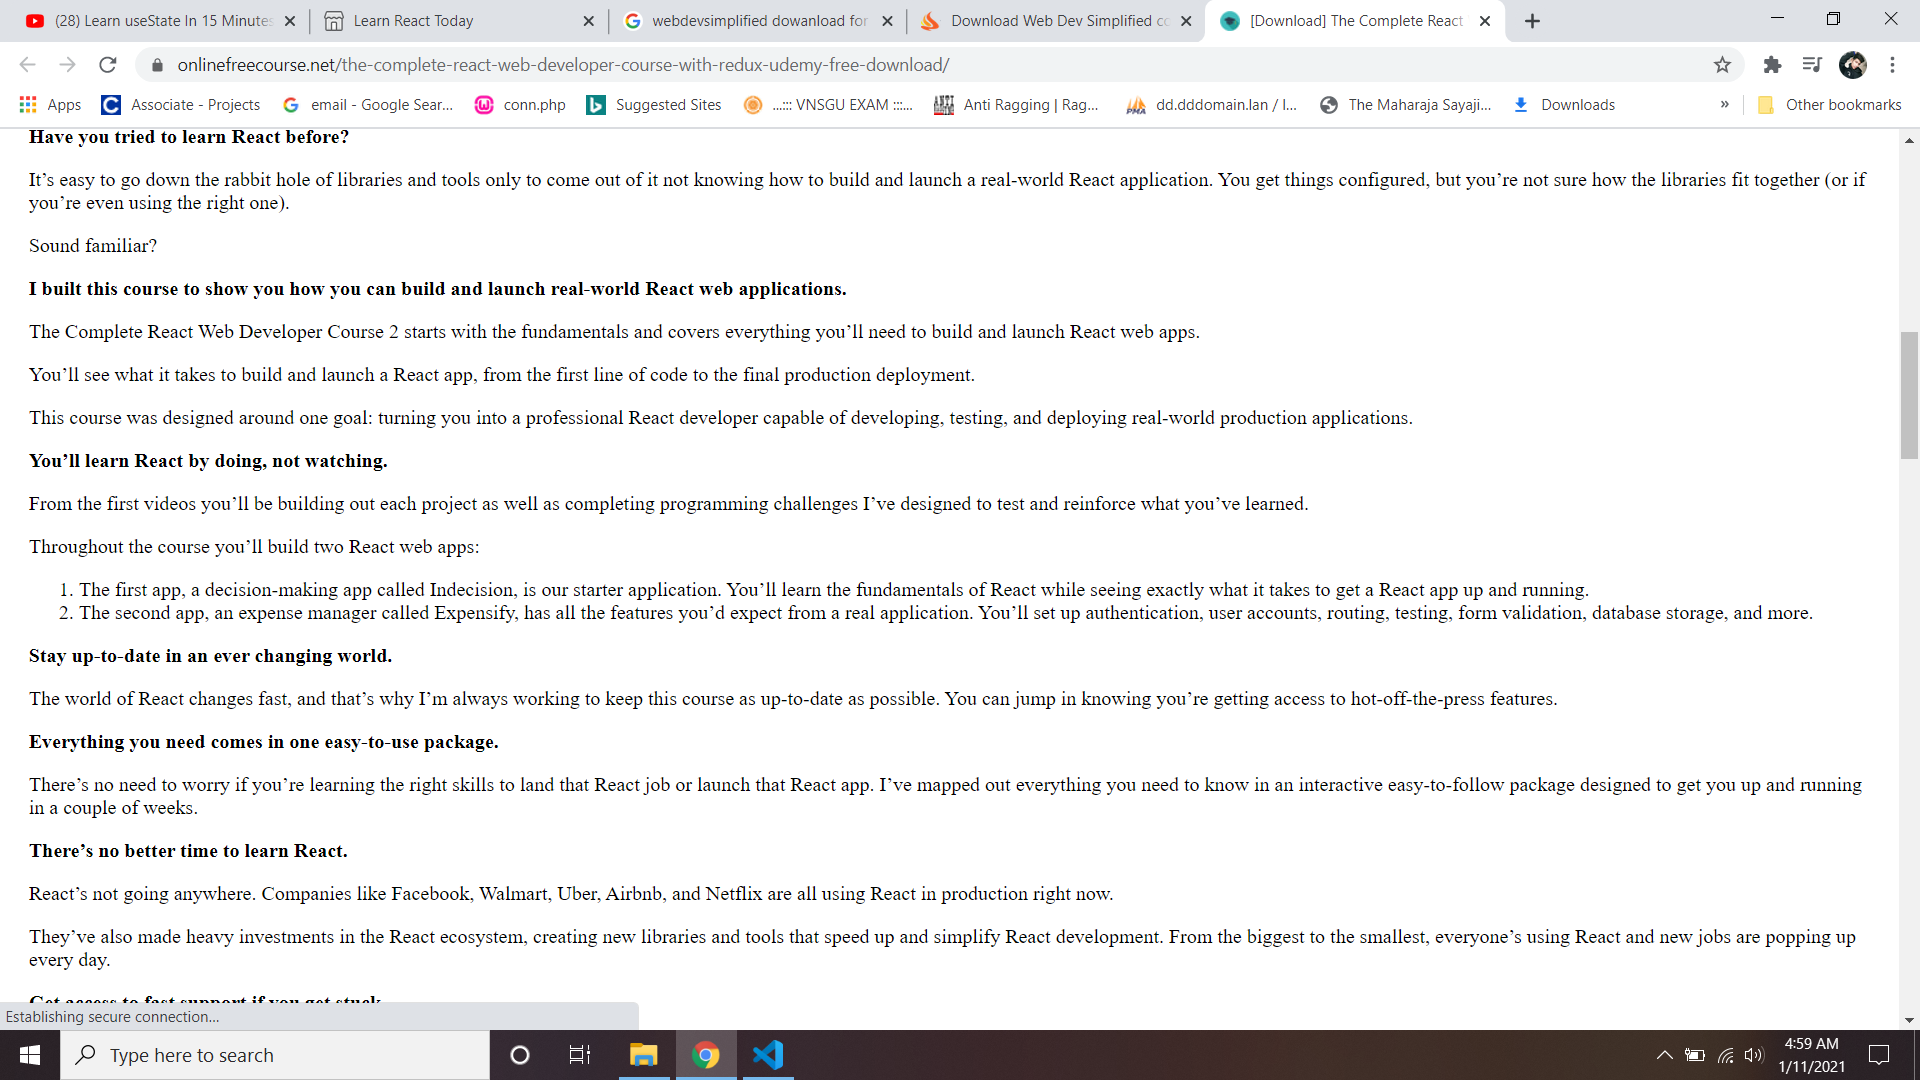 (28) Learn useState In 15 Minutes
Learn React Today
webdevsimplified dowanload for
Download Web Dev Simplified co
[Download] The Complete React
onlinefreecourse.net/the-complete-react-web-developer-course-with-redux-udemy-free-download/
Apps
Associate - Projects
email - Google Sear...
conn.php
Suggested Sites
..::: VNSGU EXAM :::...
Anti Ragging | Rag...
dd.dddomain.lan / l...
The Maharaja Sayaji...
Downloads
»
Other bookmarks
Have you tried to learn React before?
It’s easy to go down the rabbit hole of libraries and tools only to come out of it not knowing how to build and launch a real-world React application. You get things configured, but you’re not sure how the libraries fit together (or if
you’re even using the right one).
Sound familiar?
I built this course to show you how you can build and launch real-world React web applications.
The Complete React Web Developer Course 2 starts with the fundamentals and covers everything you’ll need to build and launch React web apps.
You’ll see what it takes to build and launch a React app, from the first line of code to the final production deployment.
This course was designed around one goal: turning you into a professional React developer capable of developing, testing, and deploying real-world production applications.
You’ll learn React by doing, not watching.
From the first videos you’ll be building out each project as well as completing programming challenges I’ve designed to test and reinforce what you’ve learned.
Throughout the course you’ll build two React web apps:
1. The first app, a decision-making app called Indecision, is our starter application. You’ll learn the fundamentals of React while seeing exactly what it takes to get a React app up and running.
2. The second app, an expense manager called Expensify, has all the features you’d expect from a real application. You’ll set up authentication, user accounts, routing, testing, form validation, database storage, and more.
Stay up-to-date in an ever changing world.
The world of React changes fast, and that’s why I’m always working to keep this course as up-to-date as possible. You can jump in knowing you’re getting access to hot-off-the-press features.
Everything you need comes in one easy-to-use package.
There’s no need to worry if you’re learning the right skills to land that React job or launch that React app. I’ve mapped out everything you need to know in an interactive easy-to-follow package designed to get you up and running
in a couple of weeks.
There’s no better time to learn React.
React’s not going anywhere. Companies like Facebook, Walmart, Uber, Airbnb, and Netflix are all using React in production right now.
They’ve also made heavy investments in the React ecosystem, creating new libraries and tools that speed up and simplify React development. From the biggest to the smallest, everyone’s using React and new jobs are popping up
every day.
Get access to fast support if you get stuck
Establishing secure connection...
Type here to search
4:59 AM
1/11/2021